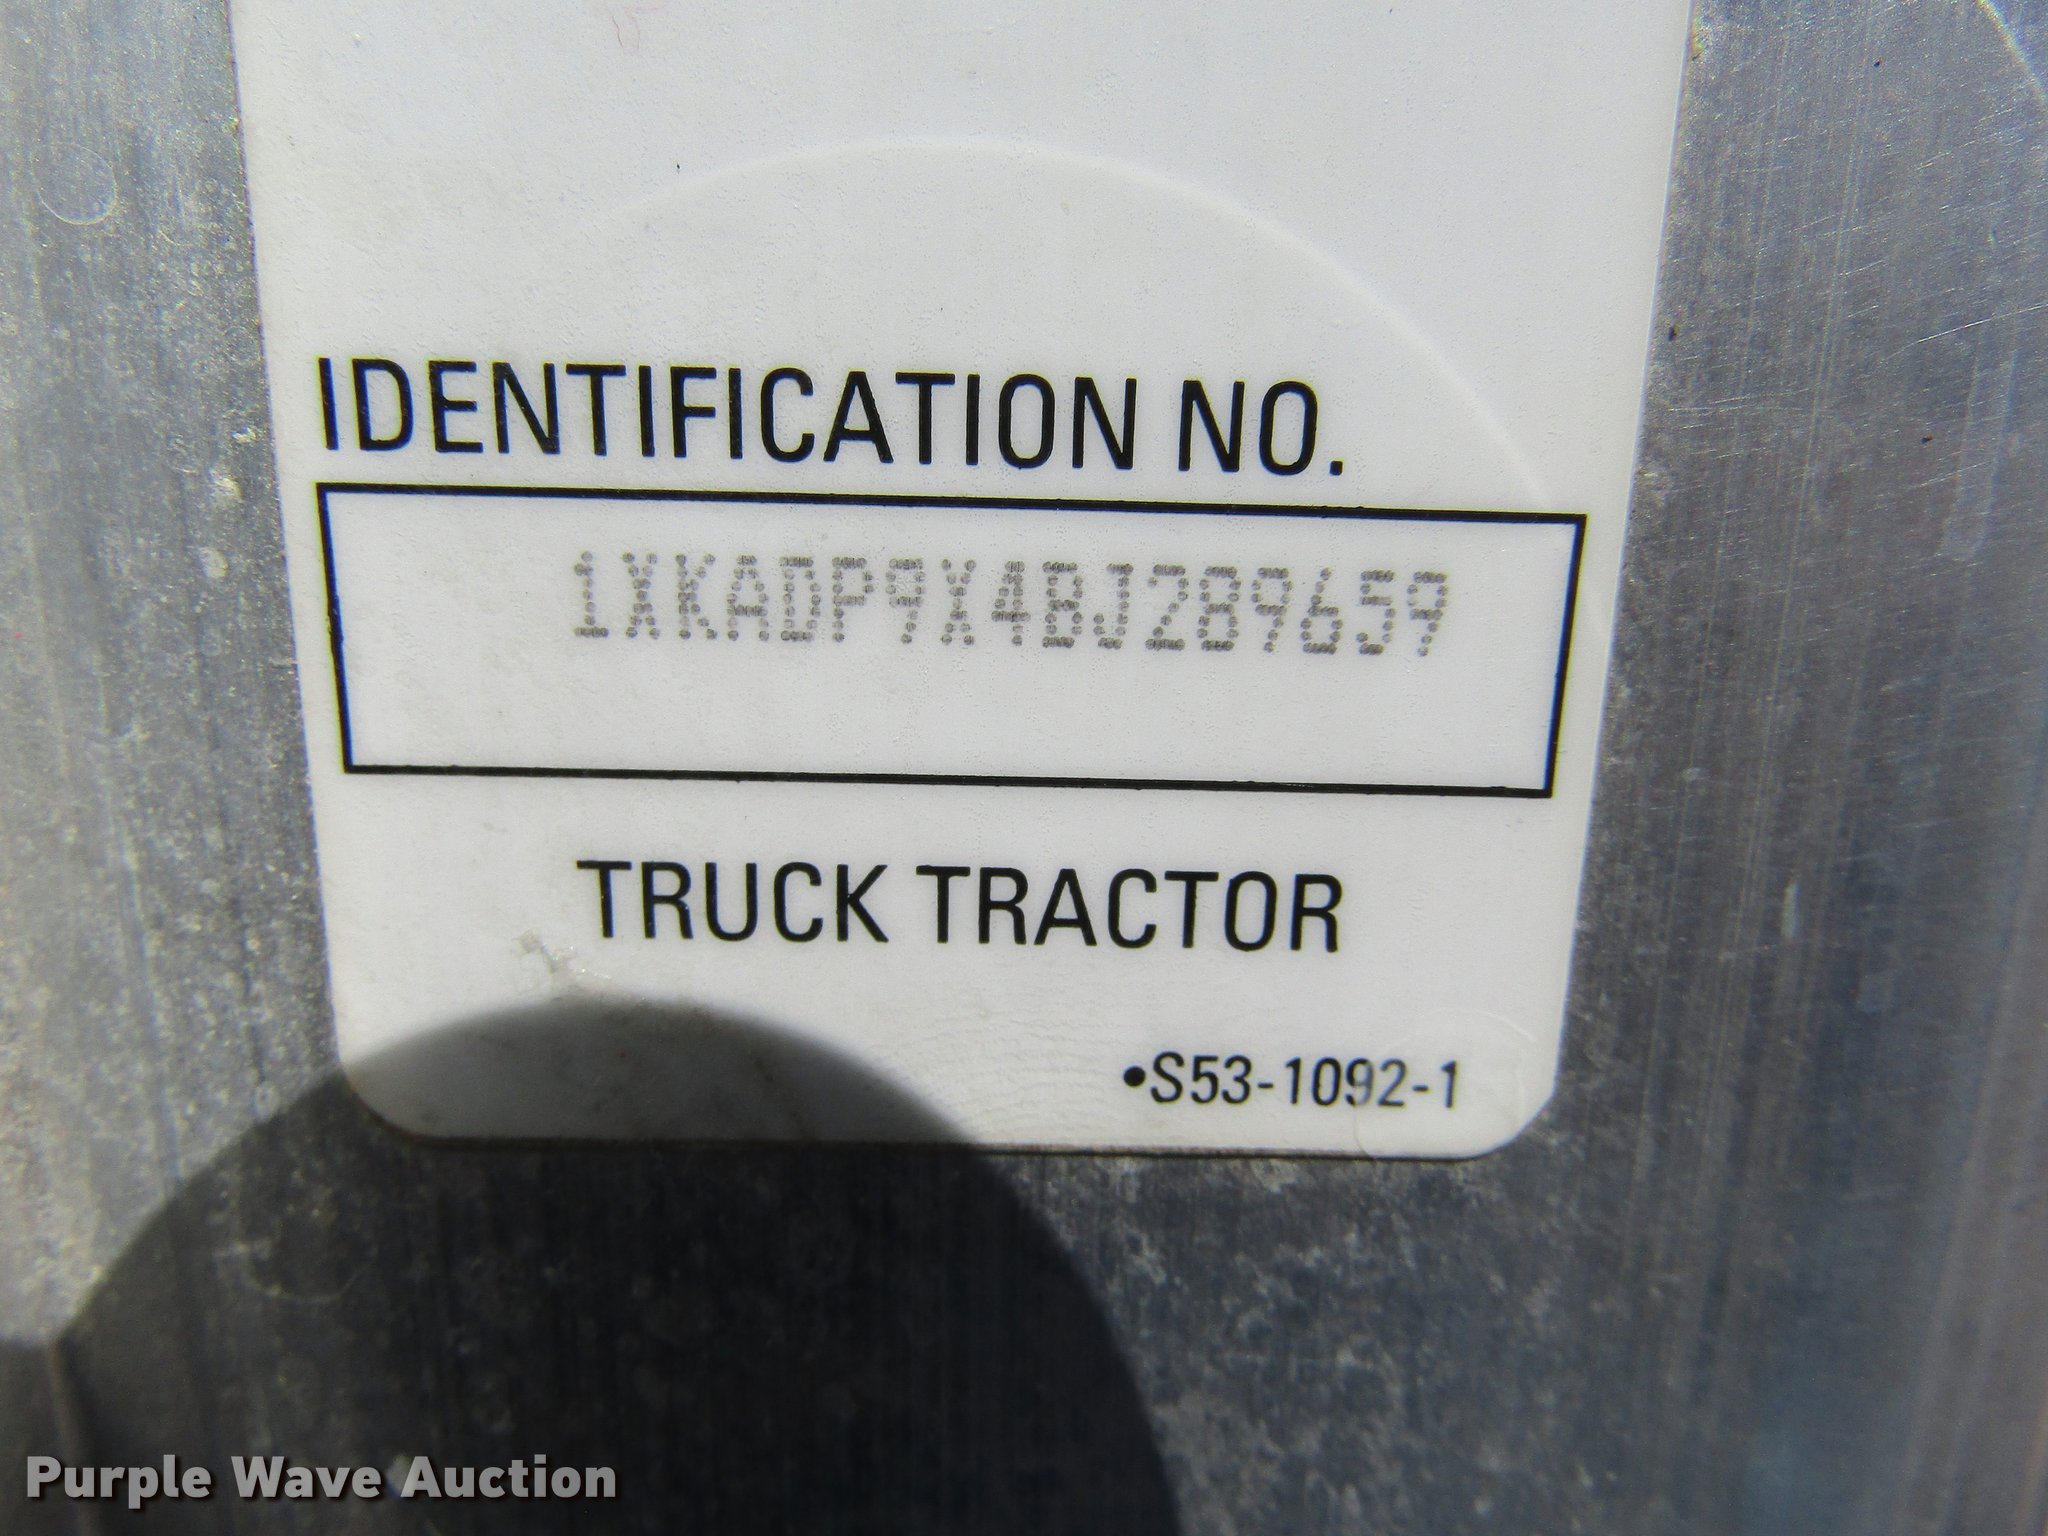 IDENTIFICATION NO.
1XKADP9X4BJ289659
TRUCK TRACTOR
•S53-1092-1
Purple Wave Auction